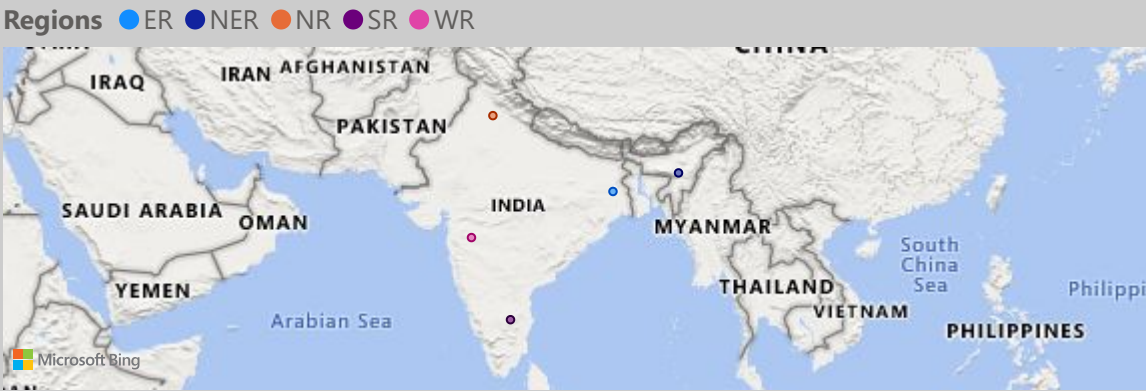 Regions ER NER NR SR WR
CHINA
IRAQ
IRAN
AFGHANISTAN
PAKISTAN
INDIA
SAUDI ARABIA
OMAN
MYANMAR
South
China
Sea
YEMEN
THAILAND
Philippi
Arabian Sea
VIETNAM
PHILIPPINES
Microsoft Bing